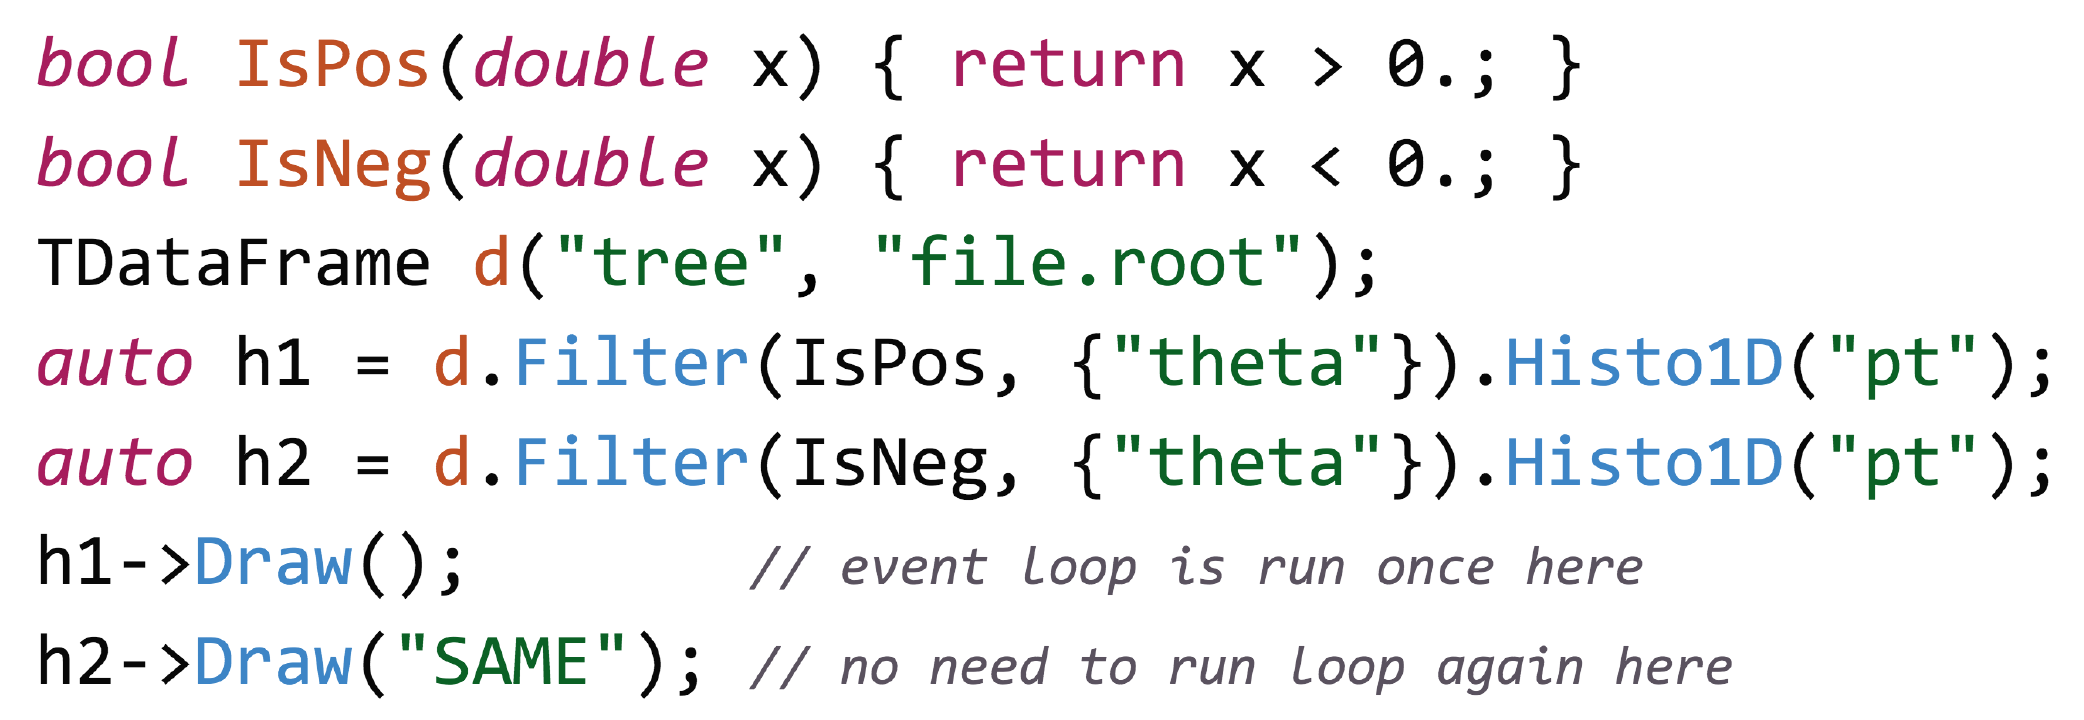 bool IsPos(double x) { return x > 0.; }
bool IsNeg(double x) { return x < 0.; }
TDataFrame d("tree", "file.root");
auto h1 = d.Filter(IsPos, {"theta"}).Histo1D("pt");
auto h2 = d.Filter(IsNeg, {"theta"}).Histo1D("pt");
h1->Draw();       // event loop is run once here
h2->Draw("SAME"); // no need to run loop again here